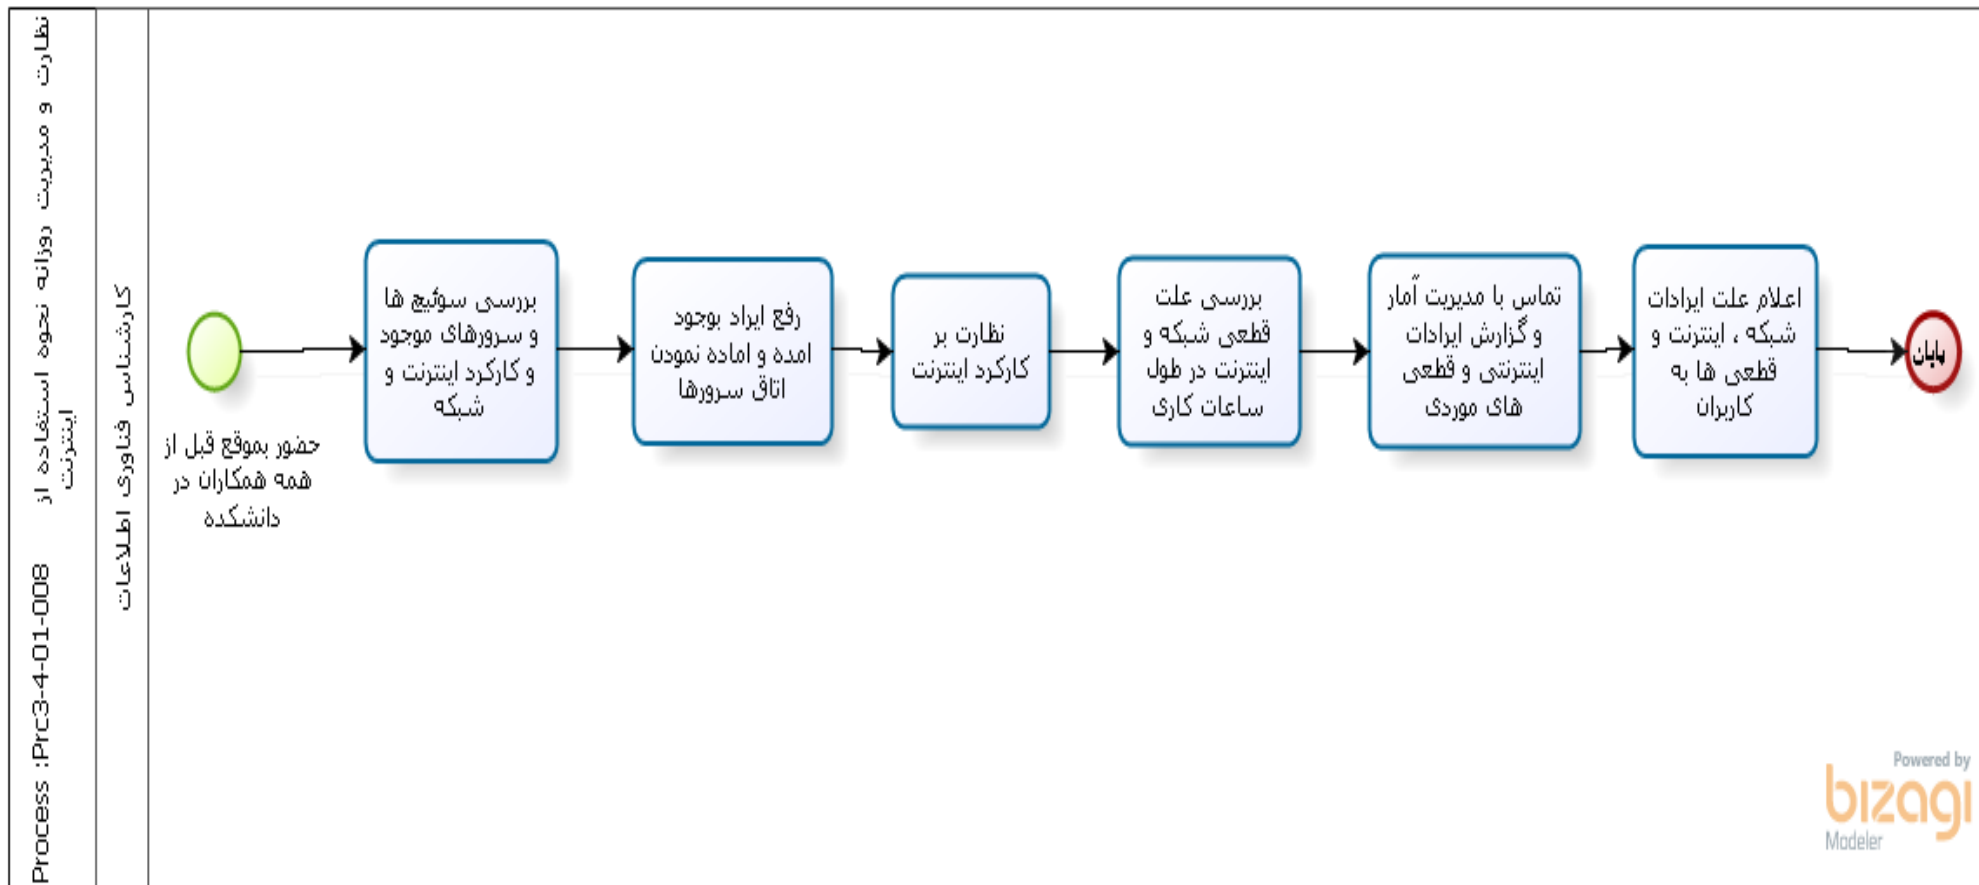 Process :Prc3-4-01-008 نظارت و مدیریت روزانه نحوه استفاده از
اینترنت
کارشناس فناوری اطلاعات
حضور بموقع قبل از
همه همکاران در
دانشکده
بررسی سوئیچ ها
و سرورهای موجود
و کارکرد اینترنت و
شبکه
رفع ایراد بوجود
امده و اماده نمودن
اتاق سرورها
نظارت بر
کارکرد اینترنت
بررسی علت
قطعی شبکه و
اینترنت در طول
ساعات کاری
تماس با مدیریت آمار
و گزارش ایرادات
اینترنتی و قطعی
های موردی
اعلام علت ایرادات
شبکه ، اینترنت و
قطعی ها به
کاربران
پایان
Powered by
bizagi
Modeler